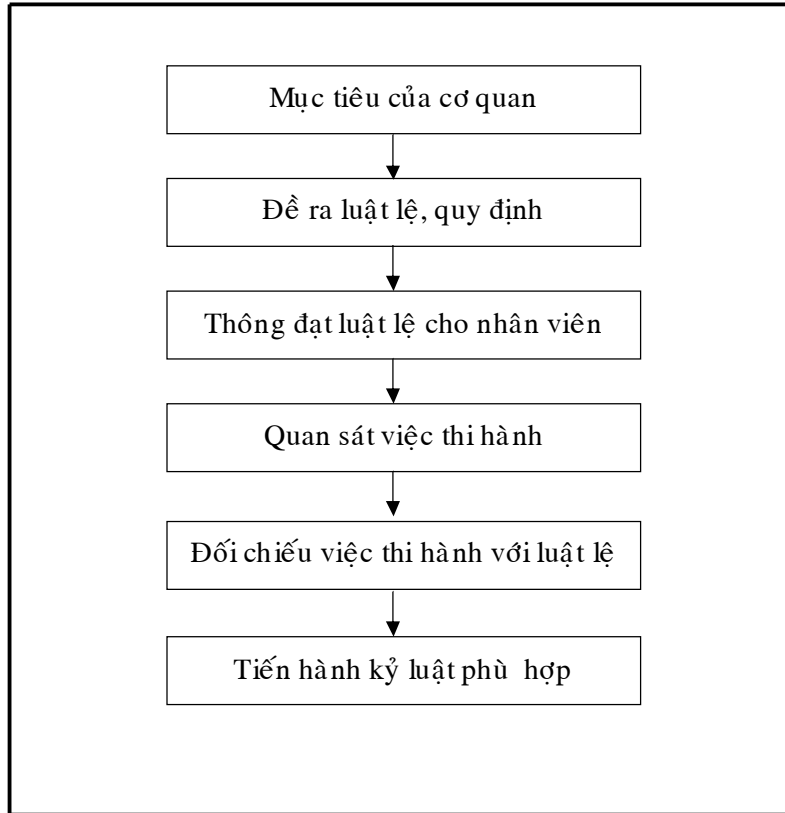 Mục tiêu của cơ quan
Đề ra luật lệ, quy định
Thông đạt luật lệ cho nhân viên
Quan sát việc thi hành
Đối chiếu việc thi hành với luật lệ
Tiến hành kỷ luật phù hợp